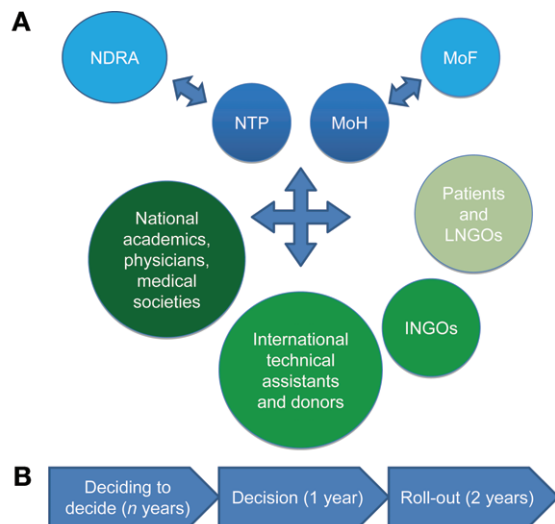 A
NDRA
MoF
NTP
MoH
National
academics,
physicians,
medical
societies
Patients
and
LNGOs
International
technical
assistants
and donors
INGOs
B
Deciding to
decide (n years)
Decision (1 year)
Roll-out (2 years)